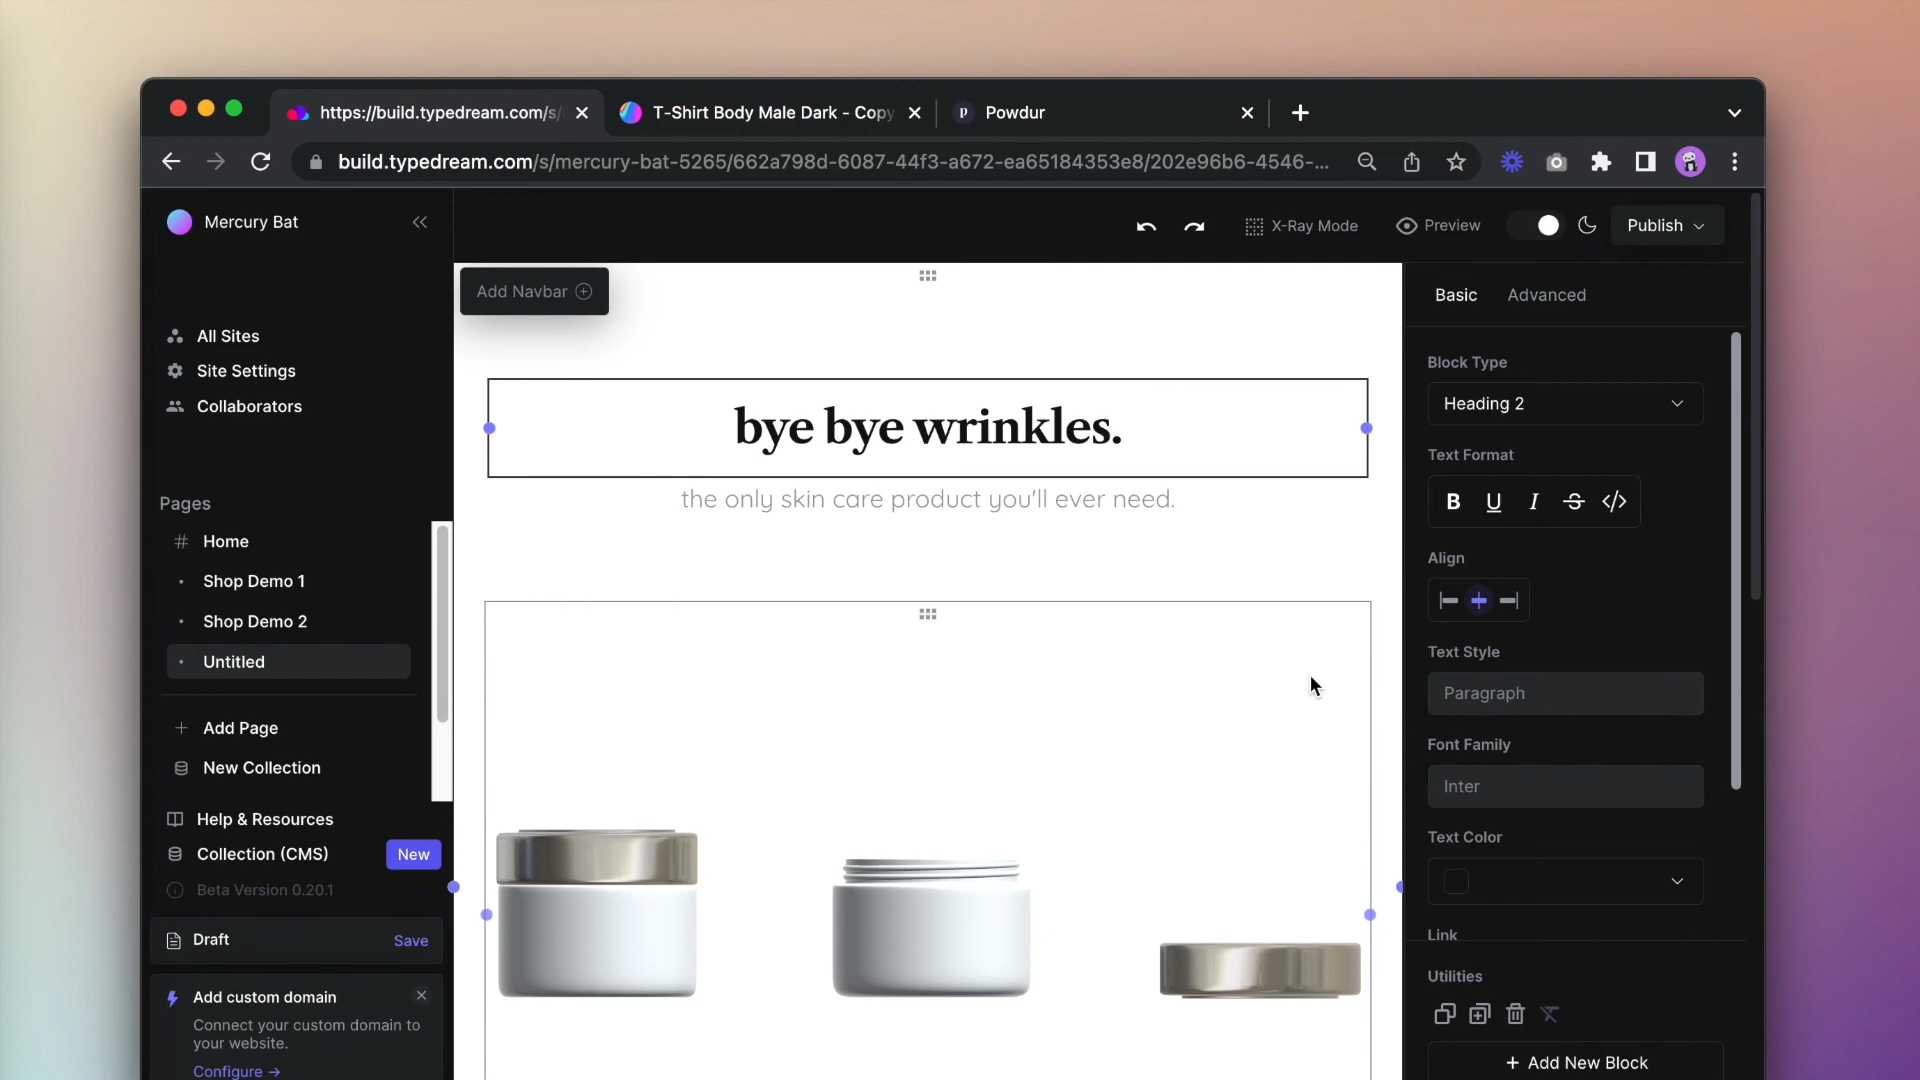 https://build.typedream.com/s/
T-Shirt Body Male Dark - Copy
Powdur
build.typedream.com/s/mercury-bat-5265/662a798d-6087-44f3-a672-ea65184353e8/202e96b6-4546-...
Mercury Bat
X-Ray Mode
Preview
Publish
Add Navbar
All Sites
Site Settings
Collaborators
Pages
Home
Shop Demo 1
Shop Demo 2
Untitled
Add Page
New Collection
Help & Resources
Collection (CMS)
New
Beta Version 0.20.1
Draft
Save
Add custom domain
Connect your custom domain to
your website.
Configure →
bye bye wrinkles.
the only skin care product you'll ever need.
Basic
Advanced
Block Type
Heading 2
Text Format
B U I S </>
Align
Text Style
Paragraph
Font Family
Inter
Text Color
Link
Utilities
+ Add New Block